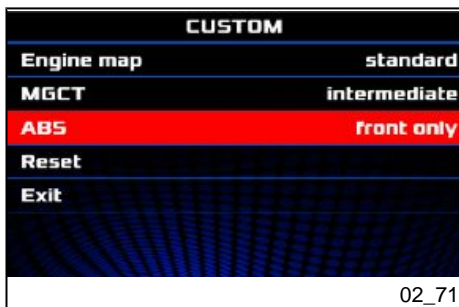 CUSTOM
Engine map standard
MGCT intermediate
ABS front only
Reset
Exit
02_71